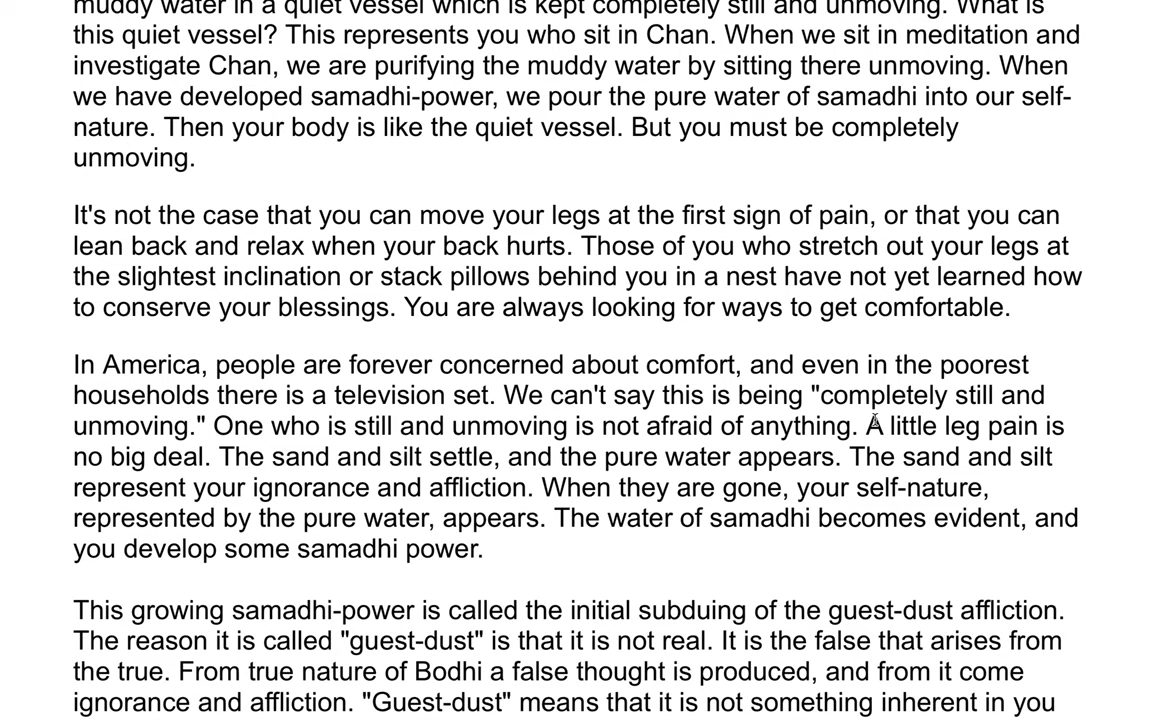 muddy water in a quiet vessel which is kept completely still and unmoving. What is
this quiet vessel? This represents you who sit in Chan. When we sit in meditation and
investigate Chan, we are purifying the muddy water by sitting there unmoving. When
we have developed samadhi-power, we pour the pure water of samadhi into our self-
nature. Then your body is like the quiet vessel. But you must be completely
unmoving.
It's not the case that you can move your legs at the first sign of pain, or that you can
lean back and relax when your back hurts. Those of you who stretch out your legs at
the slightest inclination or stack pillows behind you in a nest have not yet learned how
to conserve your blessings. You are always looking for ways to get comfortable.
In America, people are forever concerned about comfort, and even in the poorest
households there is a television set. We can't say this is being "completely still and
unmoving." One who is still and unmoving is not afraid of anything. A little leg pain is
no big deal. The sand and silt settle, and the pure water appears. The sand and silt
represent your ignorance and affliction. When they are gone, your self-nature,
represented by the pure water, appears. The water of samadhi becomes evident, and
you develop some samadhi power.
This growing samadhi-power is called the initial subduing of the guest-dust affliction.
The reason it is called "guest-dust" is that it is not real. It is the false that arises from
the true. From true nature of Bodhi a false thought is produced, and from it come
ignorance and affliction. "Guest-dust" means that it is not something inherent in you